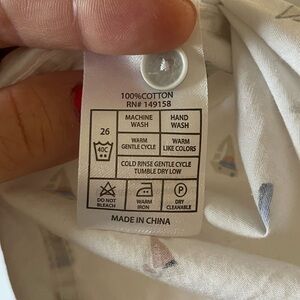 100%COTTON
RN# 149158
26
40C
MACHINE WASH
HAND WASH
WARM GENTLE CYCLE
WARM LIKE COLORS
COLD RINSE GENTLE CYCLE
TUMBLE DRY LOW
DO NOT BLEACH
WARM IRON
P
DRY CLEANABLE
MADE IN CHINA